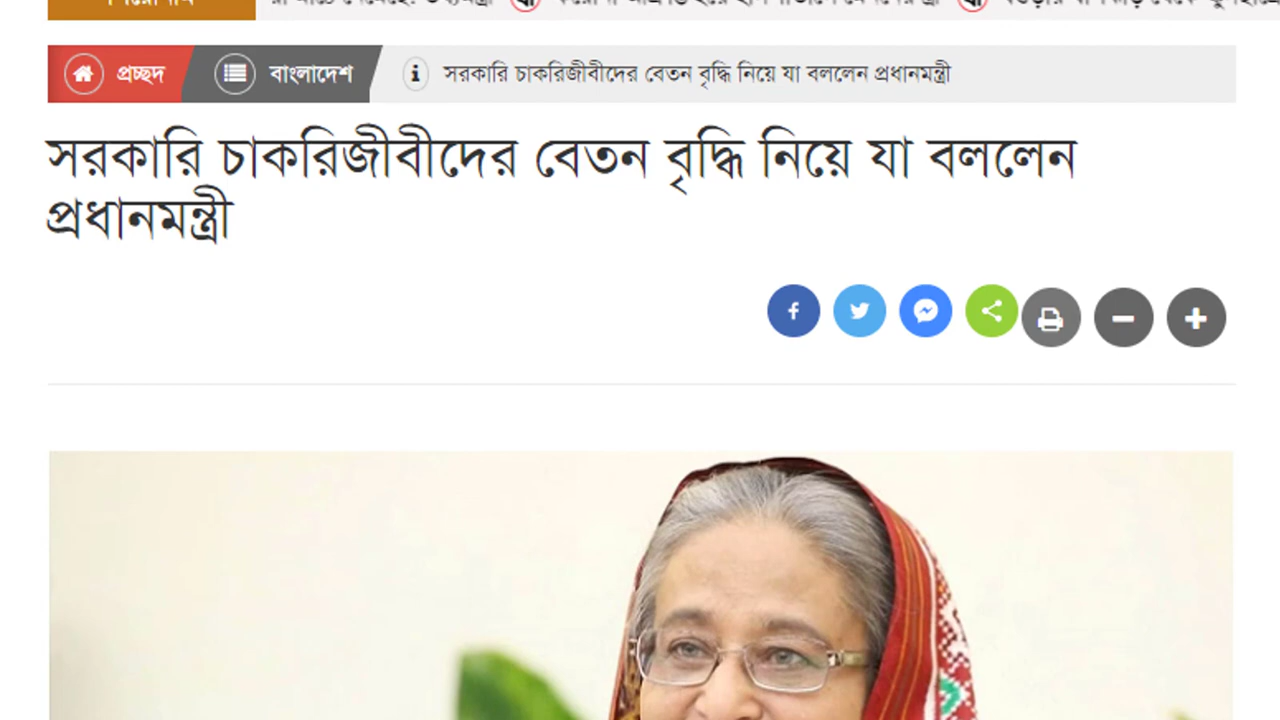 প্রচ্ছদ বাংলাদেশ সরকারি চাকরিজীবীদের বেতন বৃদ্ধি নিয়ে যা বললেন প্রধানমন্ত্রী
সরকারি চাকরিজীবীদের বেতন বৃদ্ধি নিয়ে যা বললেন
প্রধানমন্ত্রী